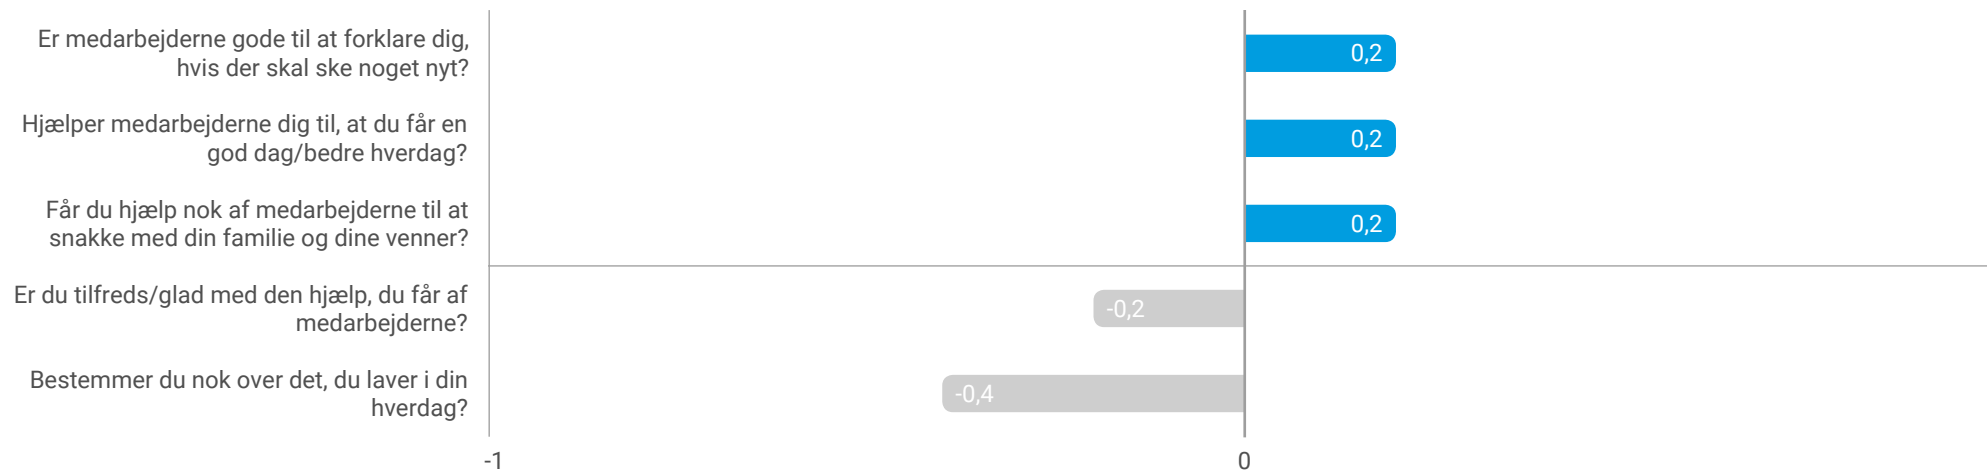 Er medarbejderne gode til at forklare dig,
hvis der skal ske noget nyt?
0,2
Hjælper medarbejderne dig til, at du får en
god dag/bedre hverdag?
0,2
Får du hjælp nok af medarbejderne til at
snakke med din familie og dine venner?
0,2
Er du tilfreds/glad med den hjælp, du får af
medarbejderne?
-0,2
Bestemmer du nok over det, du laver i din
hverdag?
-0,4
-1
0